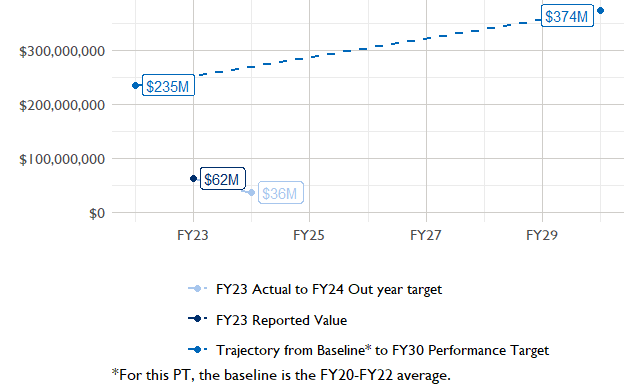 $374M
$300,000,000
$235M
$200,000,000
$100,000,000
$62M
$36M
$0
FY23 FY25 FY27 FY29
FY23 Actual to FY24 Out year target
FY23 Reported Value
Trajectory from Baseline* to FY30 Performance Target
*For this PT, the baseline is the FY20-FY22 average.